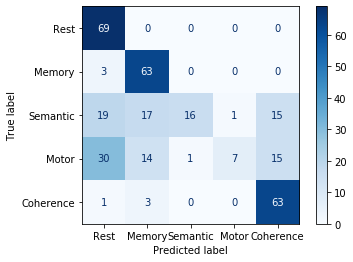 Rest 69 0 0 0 0
Memory 3 63 0 0 0
Semantic 19 17 16 1 15
Motor 30 14 1 7 15
Coherence 1 3 0 0 63
Rest Memory Semantic Motor Coherence
Predicted label
True label
60
50
40
30
20
10
0